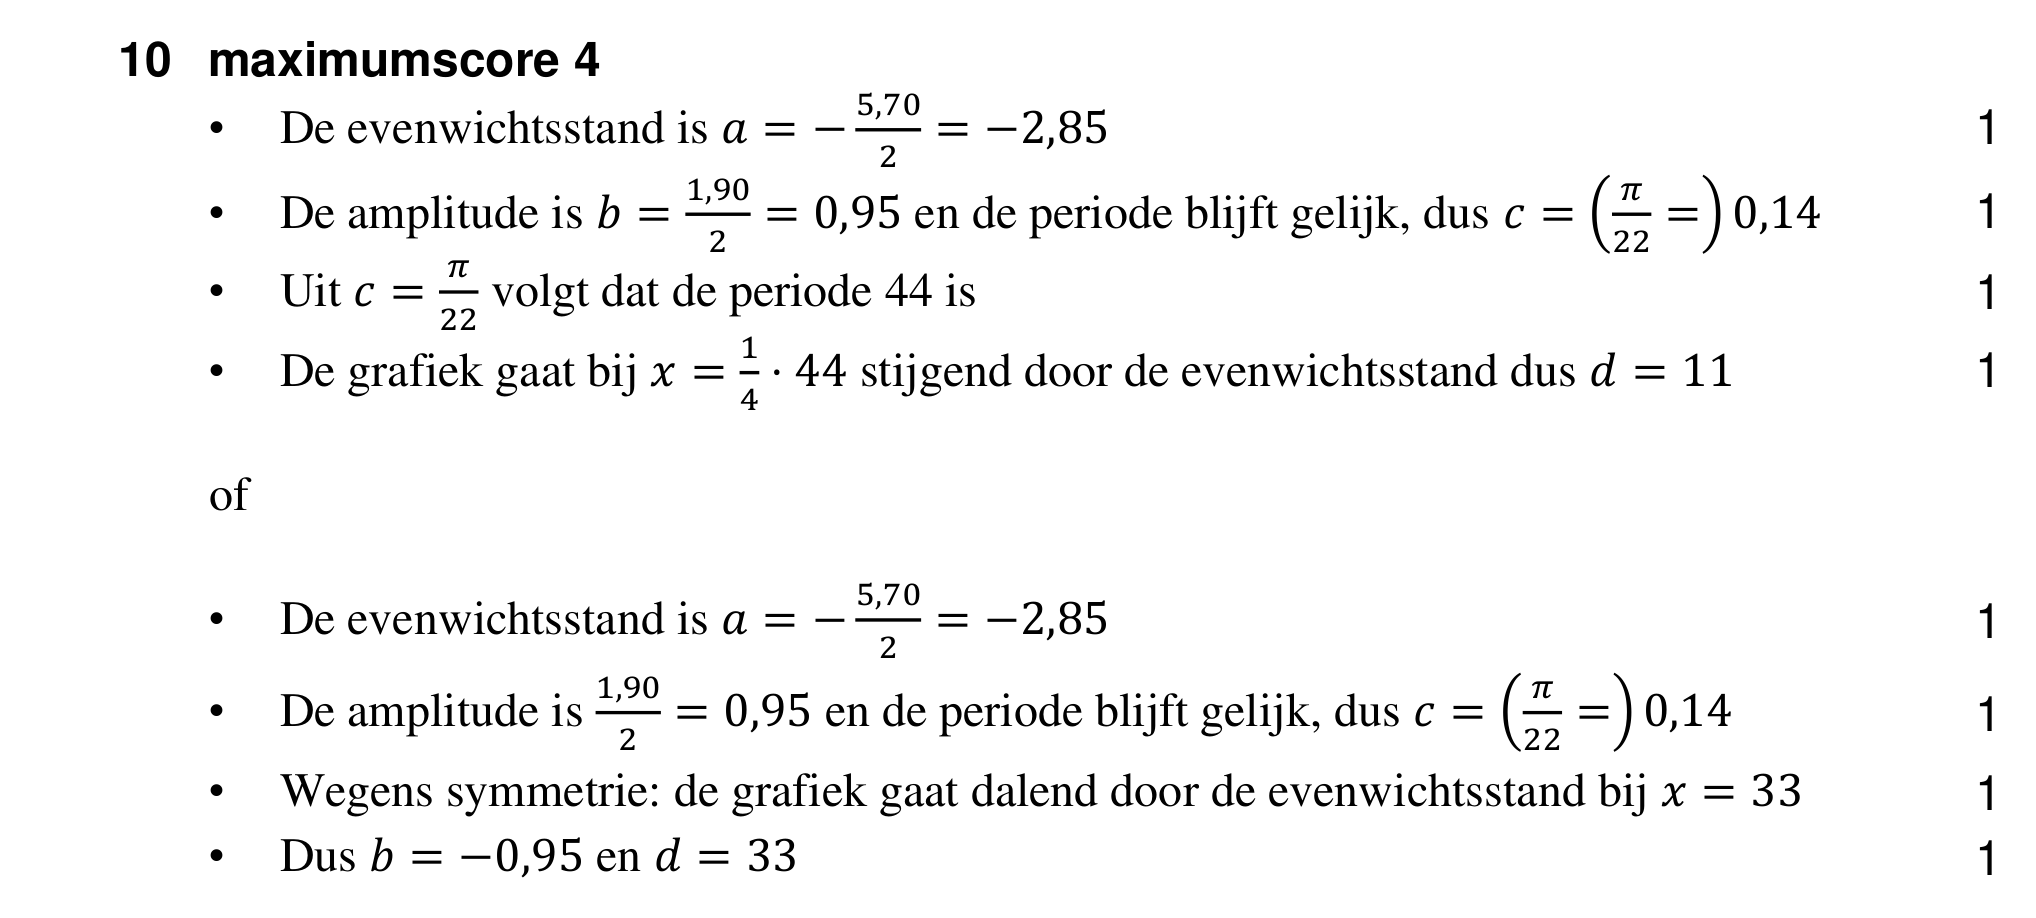 10 maximumscore 4
• De evenwichtsstand is a = −5,70/2 = −2,85 1
• De amplitude is b = 1,90/2 = 0,95 en de periode blijft gelijk, dus c = (π/22 =) 0,14 1
• Uit c = π/22 volgt dat de periode 44 is 1
• De grafiek gaat bij x = 1/4 · 44 stijgend door de evenwichtsstand dus d = 11 1
of
• De evenwichtsstand is a = −5,70/2 = −2,85 1
• De amplitude is 1,90/2 = 0,95 en de periode blijft gelijk, dus c = (π/22 =) 0,14 1
• Wegens symmetrie: de grafiek gaat dalend door de evenwichtsstand bij x = 33 1
• Dus b = −0,95 en d = 33 1